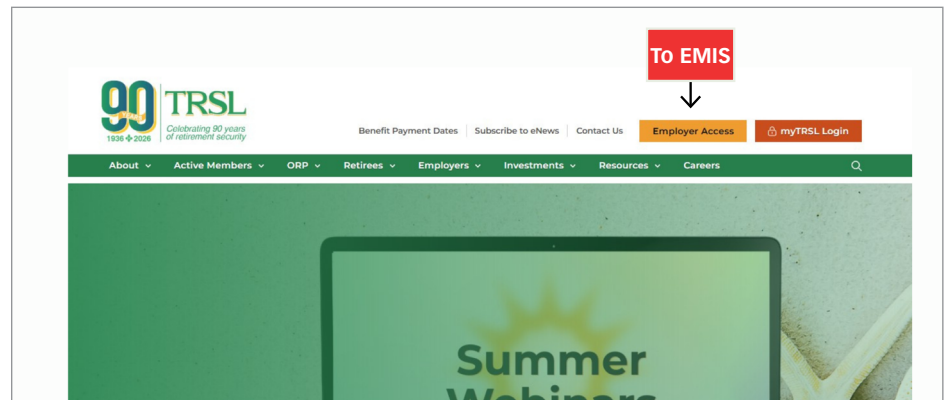 To EMIS
90
TRSL
Celebrating 90 years
of retirement security
1936 2026
Benefit Payment Dates Subscribe to eNews Contact Us Employer Access myTRSL Login
About Active Members ORP Retirees Employers Investments Resources Careers
Summer
Webinars